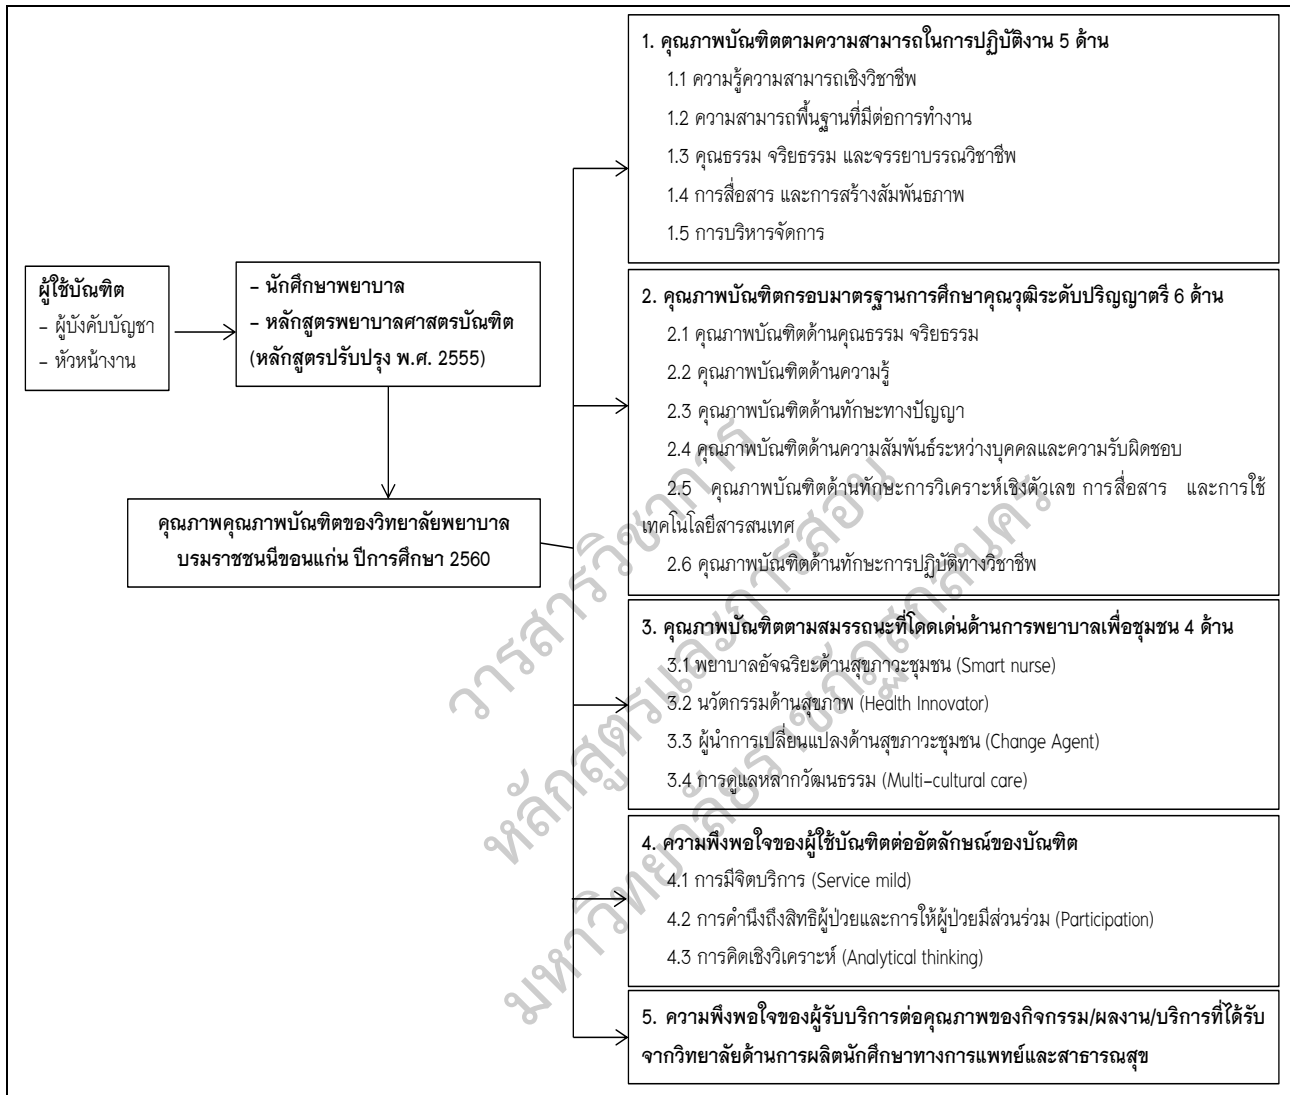 ผู้ใช้บัณฑิต
- ผู้บังคับบัญชา
- หัวหน้างาน
- นักศึกษาพยาบาล
- หลักสูตรพยาบาลศาสตรบัณฑิต
(หลักสูตรปรับปรุง พ.ศ. 2555)
คุณภาพคุณภาพบัณฑิตของวิทยาลัยพยาบาล
บรมราชชนนีขอนแก่น ปีการศึกษา 2560
1. คุณภาพบัณฑิตตามความสามารถในการปฏิบัติงาน 5 ด้าน
1.1 ความรู้ความสามารถเชิงวิชาชีพ
1.2 ความสามารถพื้นฐานที่มีต่อการทำงาน
1.3 คุณธรรม จริยธรรม และจรรยาบรรณวิชาชีพ
1.4 การสื่อสาร และการสร้างสัมพันธภาพ
1.5 การบริหารจัดการ
2. คุณภาพบัณฑิตกรอบมาตรฐานการศึกษาคุณวุฒิระดับปริญญาตรี 6 ด้าน
2.1 คุณภาพบัณฑิตด้านคุณธรรม จริยธรรม
2.2 คุณภาพบัณฑิตด้านความรู้
2.3 คุณภาพบัณฑิตด้านทักษะทางปัญญา
2.4 คุณภาพบัณฑิตด้านความสัมพันธ์ระหว่างบุคคลและความรับผิดชอบ
2.5 คุณภาพบัณฑิตด้านทักษะการวิเคราะห์เชิงตัวเลข การสื่อสาร และการใช้
เทคโนโลยีสารสนเทศ
2.6 คุณภาพบัณฑิตด้านทักษะการปฏิบัติทางวิชาชีพ
3. คุณภาพบัณฑิตตามสมรรถนะที่โดดเด่นด้านการพยาบาลเพื่อชุมชน 4 ด้าน
3.1 พยาบาลอัจฉริยะด้านสุขภาวะชุมชน (Smart nurse)
3.2 นวัตกรรมด้านสุขภาพ (Health Innovator)
3.3 ผู้นำการเปลี่ยนแปลงด้านสุขภาวะชุมชน (Change Agent)
3.4 การดูแลหลากวัฒนธรรม (Multi-cultural care)
4. ความพึงพอใจของผู้ใช้บัณฑิตต่ออัตลักษณ์ของบัณฑิต
4.1 การมีจิตบริการ (Service mild)
4.2 การคำนึงถึงสิทธิผู้ป่วยและการให้ผู้ป่วยมีส่วนร่วม (Participation)
4.3 การคิดเชิงวิเคราะห์ (Analytical thinking)
5. ความพึงพอใจของผู้รับบริการต่อคุณภาพของกิจกรรม/ผลงาน/บริการที่ได้รับ
จากวิทยาลัยด้านการผลิตนักศึกษาทางการแพทย์และสาธารณสุข
วารสารวิชาการ
หลักสูตรและการสอน
มหาวิทยาลัยราชภัฏสกลนคร